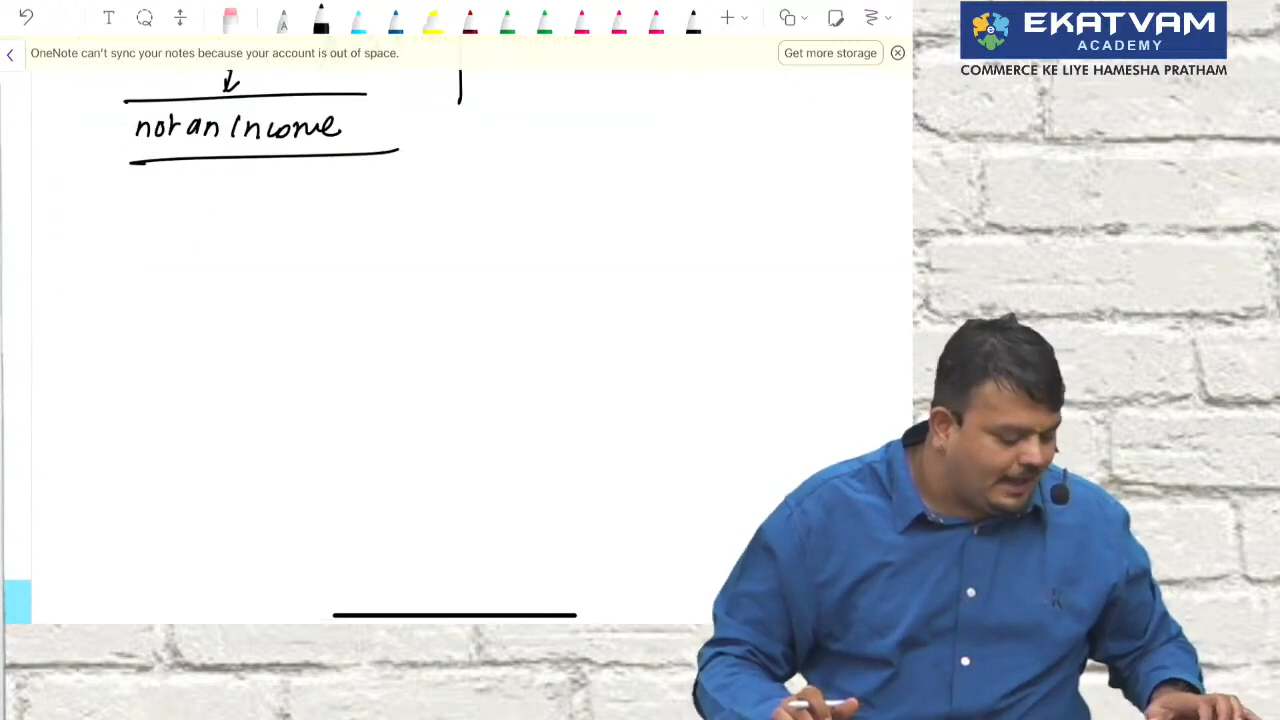 EKATVAM
ACADEMY
COMMERCE KE LIYE HAMESHA PRATHAM
OneNote can't sync your notes because your account is out of space.
Get more storage
not an income